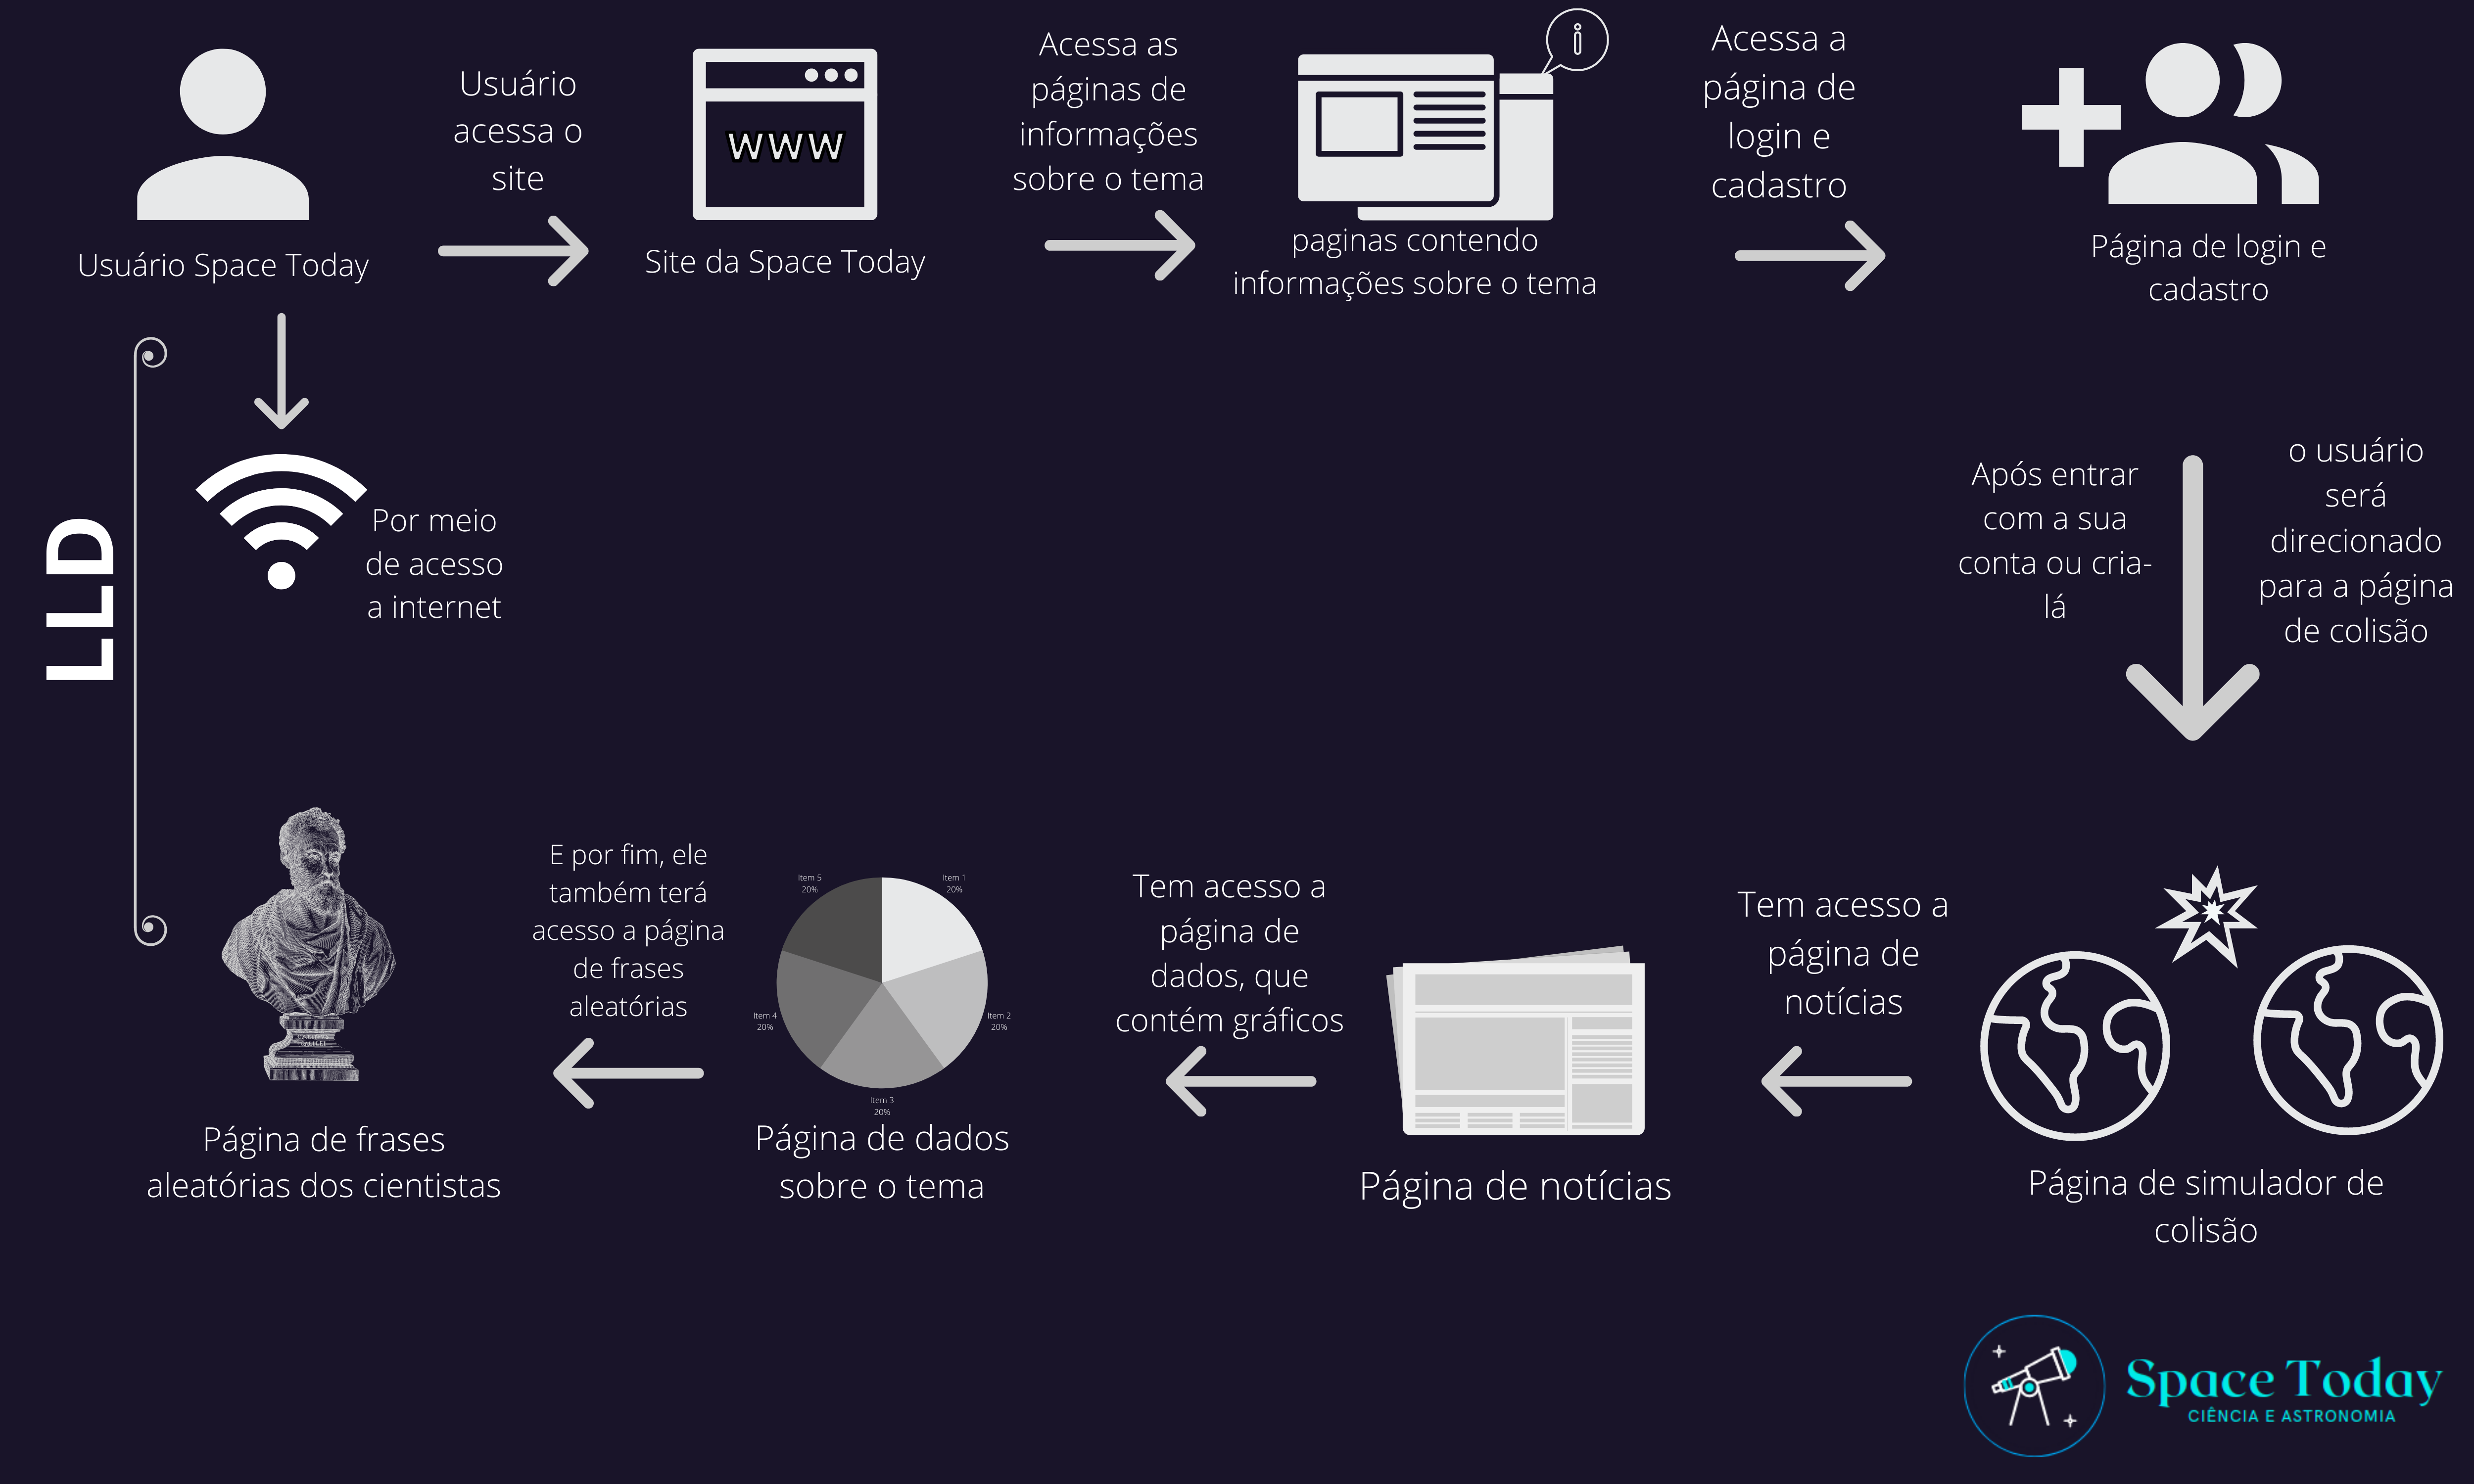 Usuário
acessa o
site
WWW
Acessa as
páginas de
informações
sobre o tema
i
Acessa a
página de
login e
cadastro
Usuário Space Today
Site da Space Today
paginas contendo
informações sobre o tema
Página de login e
cadastro
LLD
Por meio
de acesso
a internet
Após entrar
com a sua
conta ou cria-
lá
o usuário
será
direcionado
para a página
de colisão
E por fim, ele
também terá
acesso a página
de frases
aleatórias
Item 5
20%
Item 1
20%
Item 4
20%
Item 2
20%
Item 3
20%
Tem acesso a
página de
dados, que
contém gráficos
Tem acesso a
página de
notícias
GALILEI
Página de frases
aleatórias dos cientistas
Página de dados
sobre o tema
Página de notícias
Página de simulador de
colisão
Space Today
CIÊNCIA E ASTRONOMIA